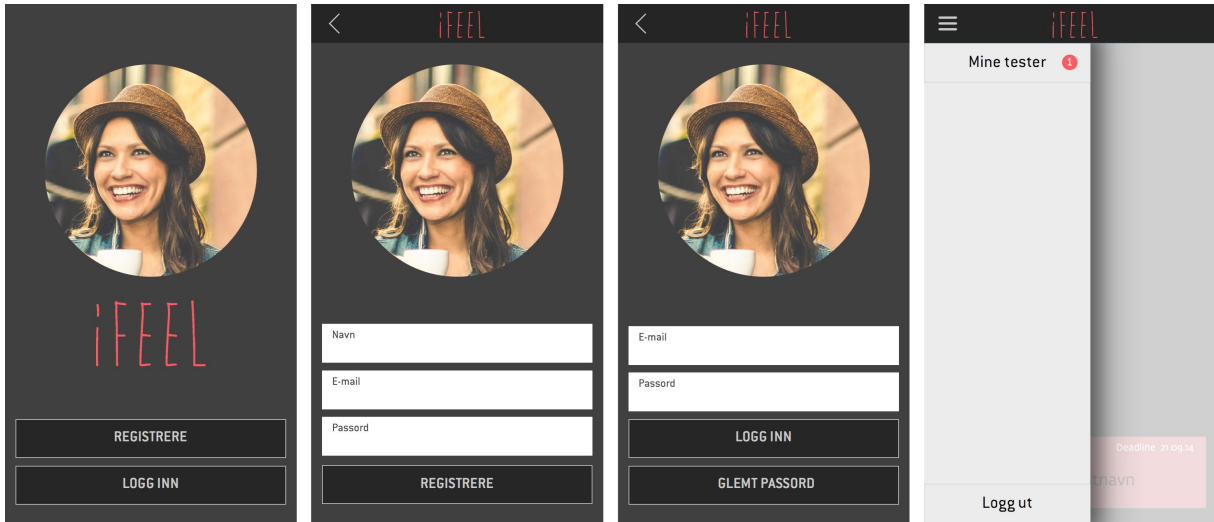 iFEEL
REGISTRERE
LOGG INN
iFEEL
Navn
E-mail
Passord
REGISTRERE
iFEEL
E-mail
Passord
LOGG INN
GLEMT PASSORD
iFEEL
Mine tester 1
Deadline 21.09.14
tnavn
Logg ut